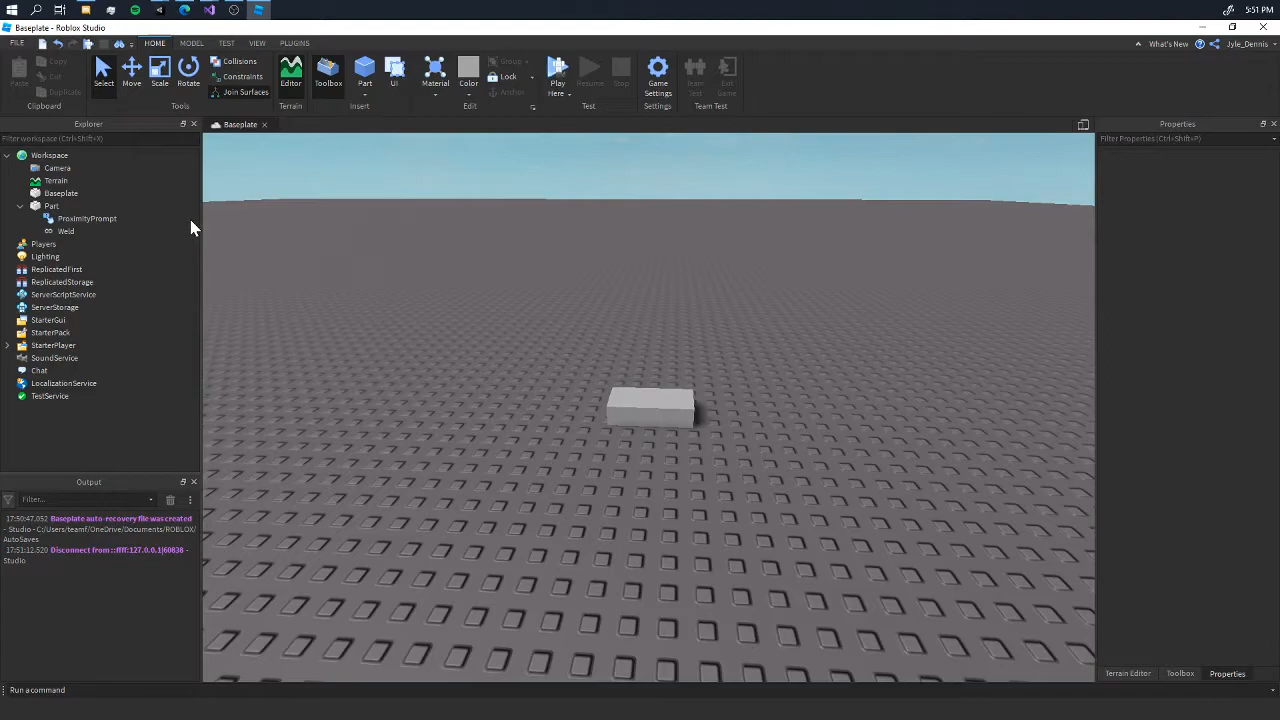 5:51 PM
Baseplate - Roblox Studio
FILE HOME MODEL TEST VIEW PLUGINS What's New Jyle_Dennis
Paste Copy Cut Duplicate
Select Move Scale Rotate
Collisions
Constraints
Join Surfaces
Editor Toolbox Part UI Material Color
Group
Lock
Anchor
Play Here Resume Stop
Game Settings
Team Test
Exit Game
Clipboard Tools Terrain Insert Edit Test Settings Team Test
Explorer
Baseplate
Properties
Filter workspace (Ctrl+Shift+X)
Filter Properties (Ctrl+Shift+P)
Workspace
Camera
Terrain
Baseplate
Part
ProximityPrompt
Weld
Players
Lighting
ReplicatedFirst
ReplicatedStorage
ServerScriptService
ServerStorage
StarterGui
StarterPack
StarterPlayer
SoundService
Chat
LocalizationService
TestService
Output
Filter...
17:50:47.052 Baseplate auto-recovery file was created
- Studio - C:/Users/teamf/OneDrive/Documents/ROBLOX/
AutoSaves
17:51:12.520 Disconnect from ::ffff:127.0.0.1|60838 -
Studio
Terrain Editor Toolbox Properties
Run a command